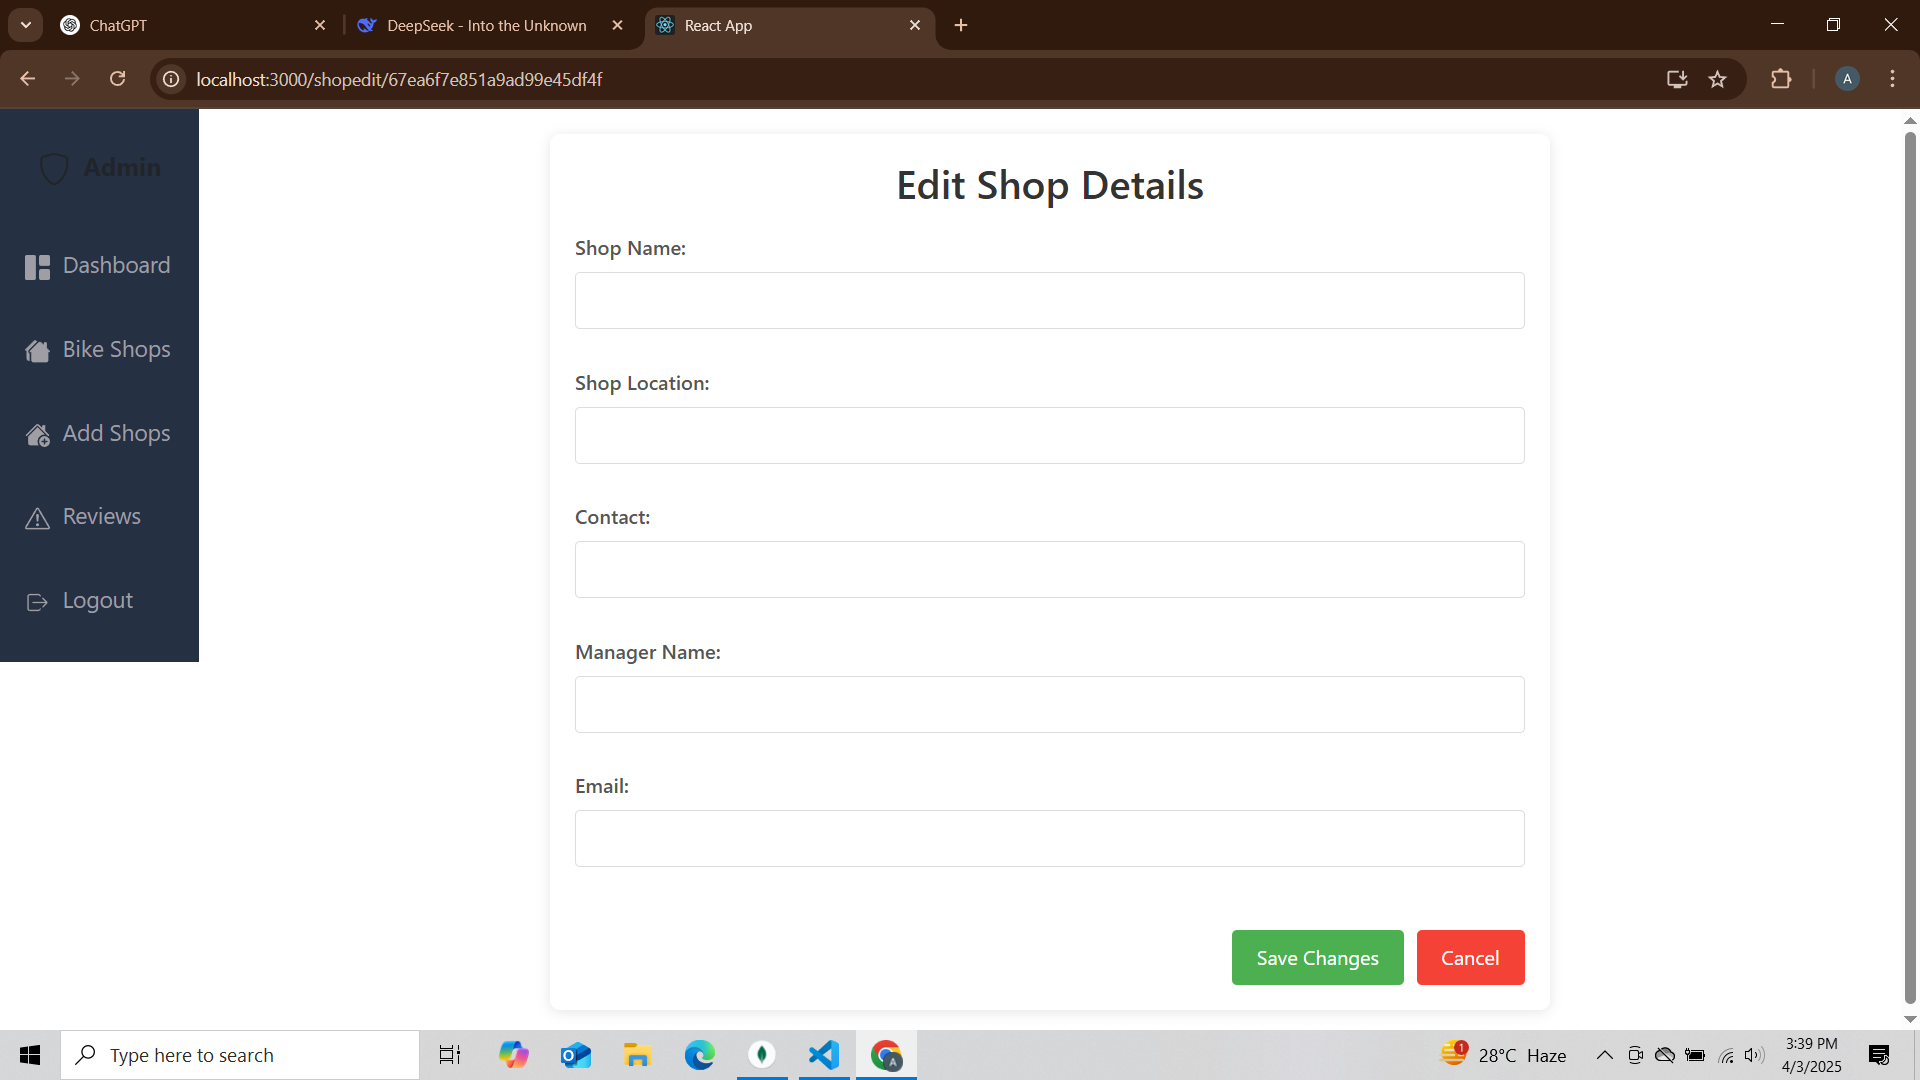 ChatGPT
DeepSeek - Into the Unknown
React App
localhost:3000/shopedit/67ea6f7e851a9ad99e45df4f
A
Admin
Dashboard
Bike Shops
Add Shops
Reviews
Logout
Edit Shop Details
Shop Name:
Shop Location:
Contact:
Manager Name:
Email:
Save Changes
Cancel
Type here to search
A
1
28°C Haze
3:39 PM
4/3/2025